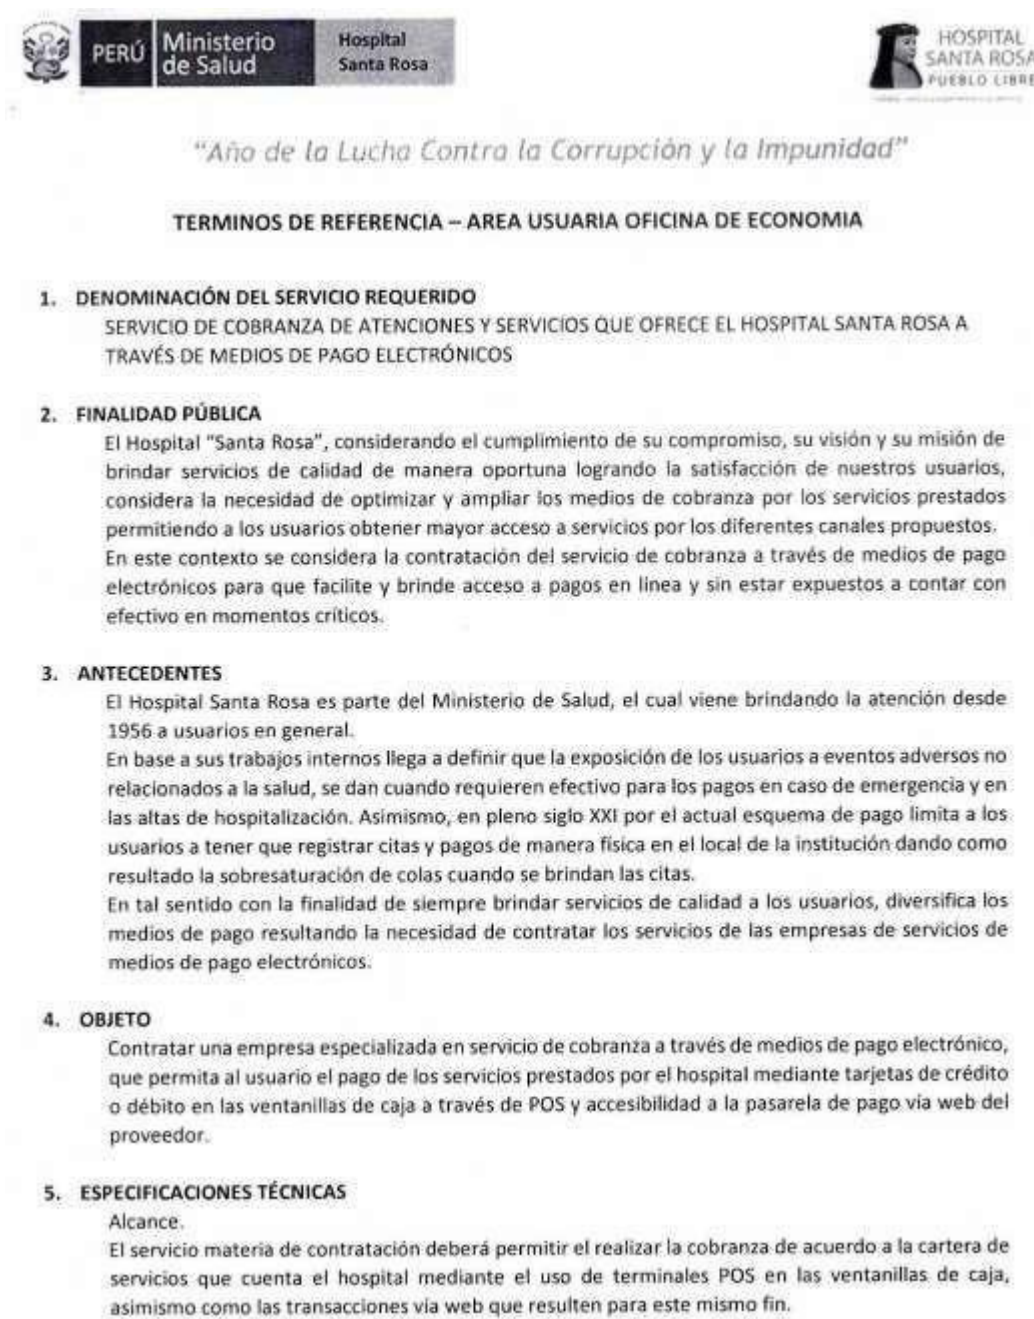 PERÚ
Ministerio
de Salud
Hospital
Santa Rosa
HOSPITAL
SANTA ROSA
PUEBLO LIBRE
"Año de la Lucha Contra la Corrupción y la Impunidad"
TERMINOS DE REFERENCIA – AREA USUARIA OFICINA DE ECONOMIA
1. DENOMINACIÓN DEL SERVICIO REQUERIDO
SERVICIO DE COBRANZA DE ATENCIONES Y SERVICIOS QUE OFRECE EL HOSPITAL SANTA ROSA A
TRAVÉS DE MEDIOS DE PAGO ELECTRÓNICOS
2. FINALIDAD PÚBLICA
El Hospital "Santa Rosa", considerando el cumplimiento de su compromiso, su visión y su misión de
brindar servicios de calidad de manera oportuna logrando la satisfacción de nuestros usuarios,
considera la necesidad de optimizar y ampliar los medios de cobranza por los servicios prestados
permitiendo a los usuarios obtener mayor acceso a servicios por los diferentes canales propuestos.
En este contexto se considera la contratación del servicio de cobranza a través de medios de pago
electrónicos para que facilite y brinde acceso a pagos en linea y sin estar expuestos a contar con
efectivo en momentos críticos.
3. ANTECEDENTES
El Hospital Santa Rosa es parte del Ministerio de Salud, el cual viene brindando la atención desde
1956 a usuarios en general.
En base a sus trabajos internos llega a definir que la exposición de los usuarios a eventos adversos no
relacionados a la salud, se dan cuando requieren efectivo para los pagos en caso de emergencia y en
las altas de hospitalización. Asimismo, en pleno siglo XXI por el actual esquema de pago limita a los
usuarios a tener que registrar citas y pagos de manera física en el local de la institución dando como
resultado la sobresaturación de colas cuando se brindan las citas.
En tal sentido con la finalidad de siempre brindar servicios de calidad a los usuarios, diversifica los
medios de pago resultando la necesidad de contratar los servicios de las empresas de servicios de
medios de pago electrónicos.
4. OBJETO
Contratar una empresa especializada en servicio de cobranza a través de medios de pago electrónico,
que permita al usuario el pago de los servicios prestados por el hospital mediante tarjetas de crédito
o débito en las ventanillas de caja a través de POS y accesibilidad a la pasarela de pago vía web del
proveedor.
5. ESPECIFICACIONES TÉCNICAS
Alcance.
El servicio materia de contratación deberá permitir el realizar la cobranza de acuerdo a la cartera de
servicios que cuenta el hospital mediante el uso de terminales POS en las ventanillas de caja,
asimismo como las transacciones vía web que resulten para este mismo fin.